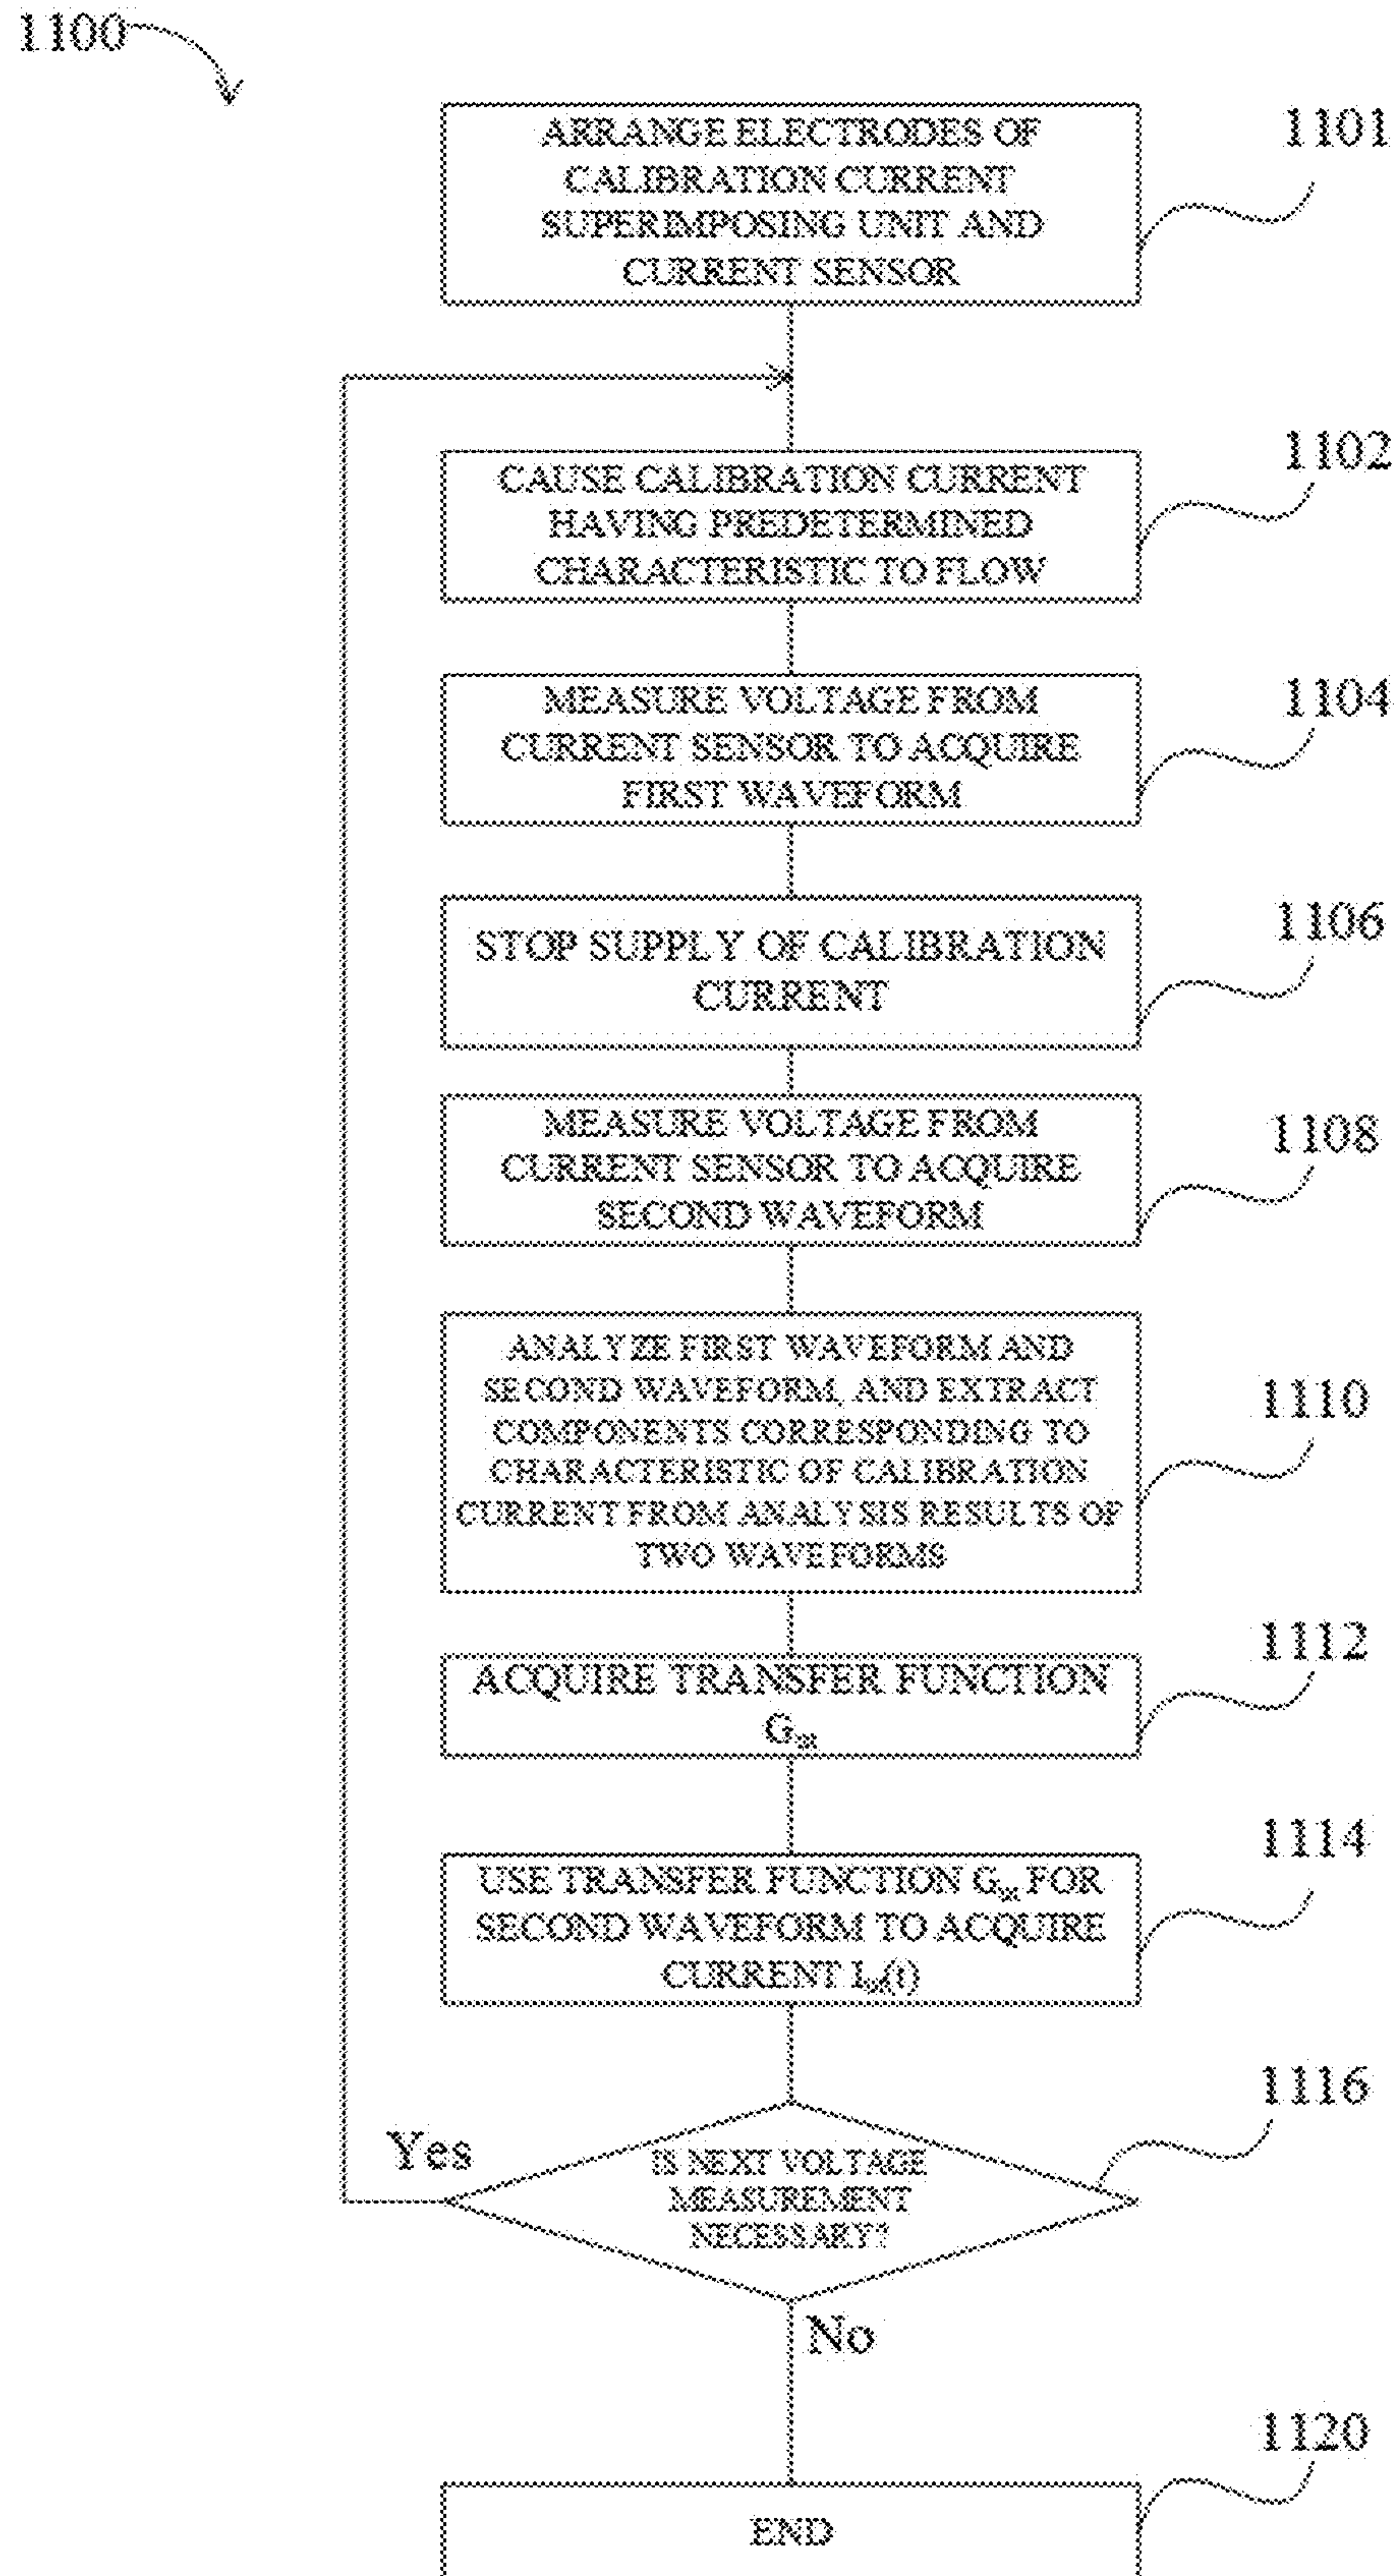 1100
ARRANGE ELECTRODES OF
CALIBRATION CURRENT
SUPERIMPOSING UNIT AND
CURRENT SENSOR
1101
CAUSE CALIBRATION CURRENT
HAVING PREDETERMINED
CHARACTERISTIC TO FLOW
1102
MEASURE VOLTAGE FROM
CURRENT SENSOR TO ACQUIRE
FIRST WAVEFORM
1104
STOP SUPPLY OF CALIBRATION
CURRENT
1106
MEASURE VOLTAGE FROM
CURRENT SENSOR TO ACQUIRE
SECOND WAVEFORM
1108
ANALYZE FIRST WAVEFORM AND
SECOND WAVEFORM, AND EXTRACT
COMPONENTS CORRESPONDING TO
CHARACTERISTIC OF CALIBRATION
CURRENT FROM ANALYSIS RESULTS OF
TWO WAVEFORMS
1110
ACQUIRE TRANSFER FUNCTION
1112
USE TRANSFER FUNCTION FOR
SECOND WAVEFORM TO ACQUIRE
CURRENT
1114
IS NEXT VOLTAGE
MEASUREMENT
NECESSARY?
1116
Yes
No
END
1120